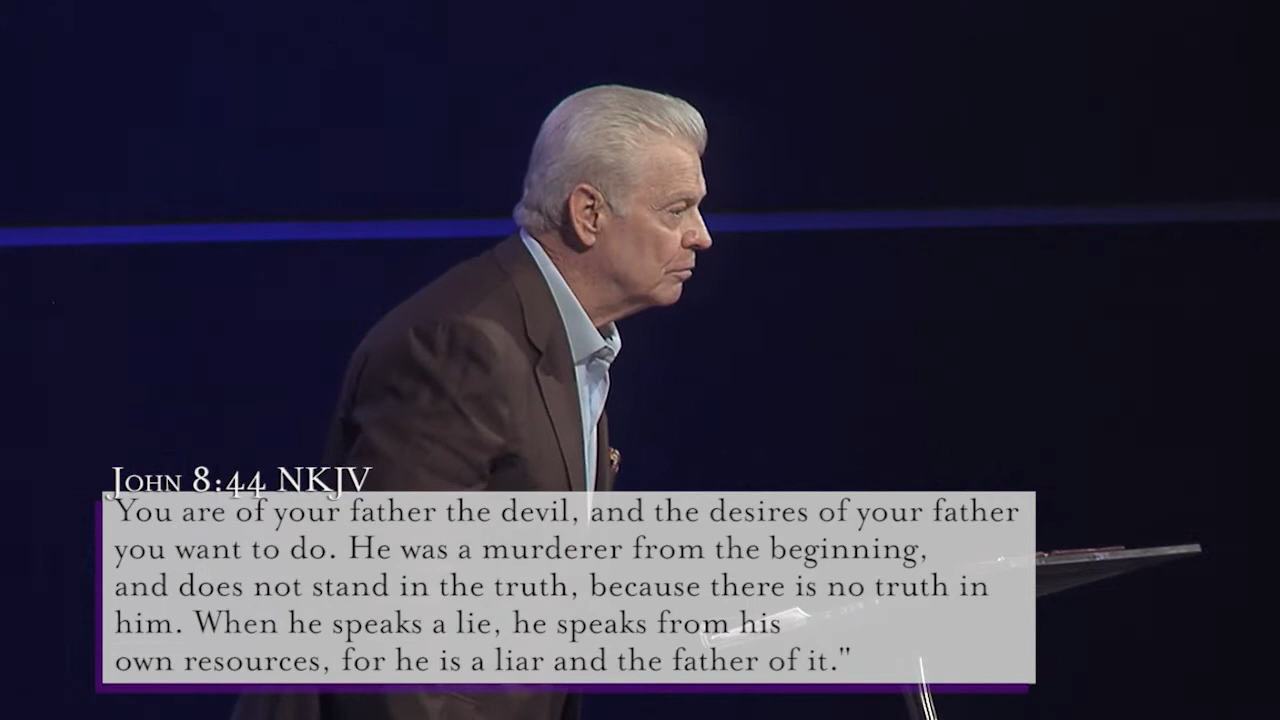 John 8:44 NKJV
You are of your father the devil, and the desires of your father
you want to do. He was a murderer from the beginning,
and does not stand in the truth, because there is no truth in
him. When he speaks a lie, he speaks from his
own resources, for he is a liar and the father of it."